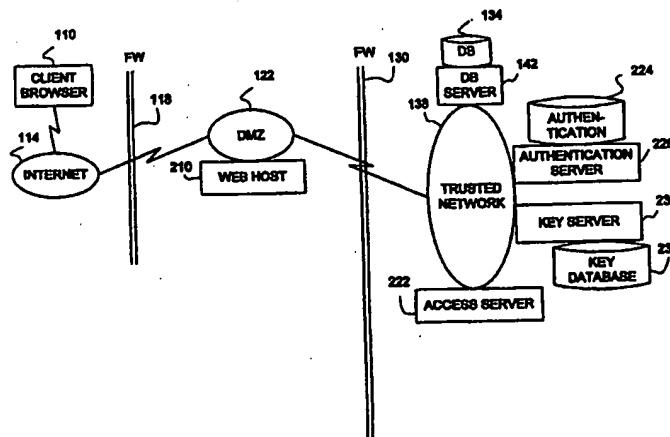 110
CLIENT
BROWSER
114
INTERNET
FW
118
122
DMZ
210
WEB HOST
FW
130
134
DB
DB
SERVER
142
138
TRUSTED
NETWORK
224
AUTHEN-
TICATION
AUTHENTICATION
SERVER
KEY SERVER
KEY
DATABASE
222
ACCESS SERVER